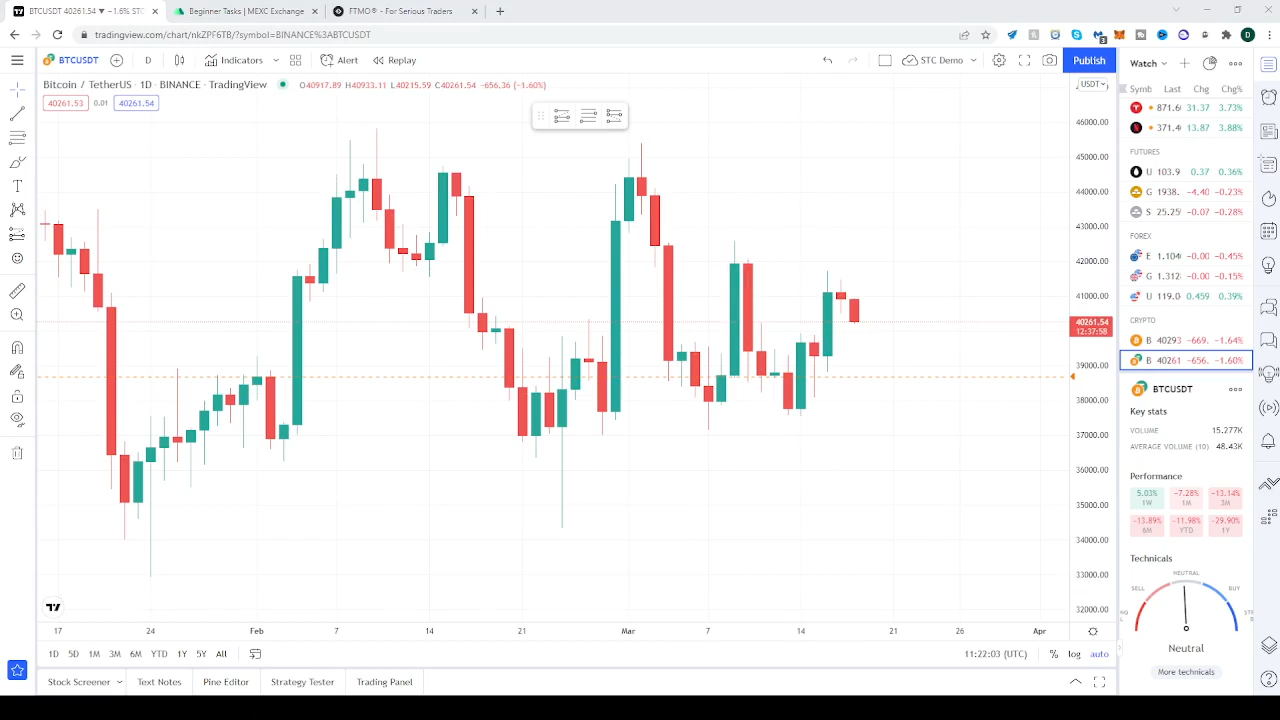 BTCUSDT 40261.54 ▼ −1.6% STC D
Beginner Tasks | MEXC Exchange
FTMO® - For Serious Traders
tradingview.com/chart/nkZPF6TB/?symbol=BINANCE%3ABTCUSDT
BTCUSDT D Indicators Alert Replay STC Demo Publish
Bitcoin / TetherUS · 1D · BINANCE · TradingView O40917.89 H40933.11 L40215.59 C40261.54 −656.36 (−1.60%)
40261.53 0.01 40261.54
USDT
46000.00
45000.00
44000.00
43000.00
42000.00
41000.00
40261.54
12:37:58
39000.00
38000.00
37000.00
36000.00
35000.00
34000.00
33000.00
32000.00
17 24 Feb 7 14 21 Mar 7 14 21 26 Apr
1D 5D 1M 3M 6M YTD 1Y 5Y All
11:22:03 (UTC) % log auto
Stock Screener Text Notes Pine Editor Strategy Tester Trading Panel
Watch
Symb Last Chg Chg%
871.6 31.37 3.73%
371.4 13.87 3.88%
FUTURES
U 103.9 0.37 0.36%
G 1938. −4.40 −0.23%
S 25.25 −0.07 −0.28%
FOREX
E 1.104 −0.00 −0.45%
G 1.312 −0.00 −0.15%
U 119.0 0.459 0.39%
CRYPTO
B 40293 −669. −1.64%
B 40261 −656. −1.60%
BTCUSDT
Key stats
VOLUME 15.277K
AVERAGE VOLUME (10) 48.43K
Performance
5.03% −7.28% −13.14%
1W 1M 3M
−13.89% −11.98% −29.90%
6M YTD 1Y
Technicals
NEUTRAL
SELL BUY
Neutral
More technicals